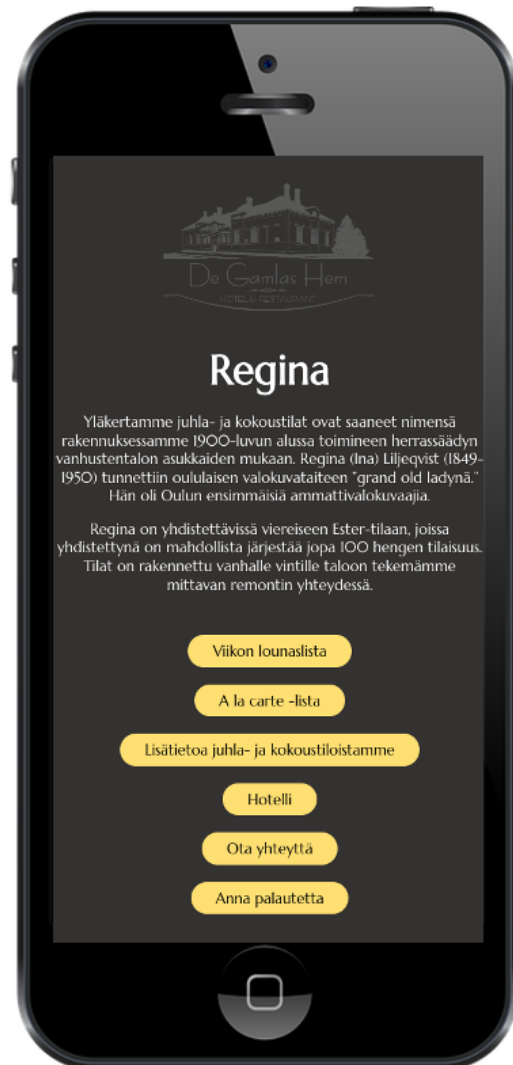 De Gamlas Hem
HOTEL & RESTAURANT
Regina
Yläkertamme juhla- ja kokoustilat ovat saaneet nimensä
rakennuksessamme 1900-luvun alussa toimineen herrassäädyn
vanhustentalon asukkaiden mukaan. Regina (Ina) Liljeqvist (1849-
1950) tunnettiin oululaisen valokuvataiteen "grand old ladynä."
Hän oli Oulun ensimmäisiä ammattivalokuvaajia.
Regina on yhdistettävissä viereiseen Ester-tilaan, joissa
yhdistettynä on mahdollista järjestää jopa 100 hengen tilaisuus.
Tilat on rakennettu vanhalle vintille taloon tekemämme
mittavan remontin yhteydessä.
Viikon lounaslista
A la carte -lista
Lisätietoa juhla- ja kokoustiloistamme
Hotelli
Ota yhteyttä
Anna palautetta